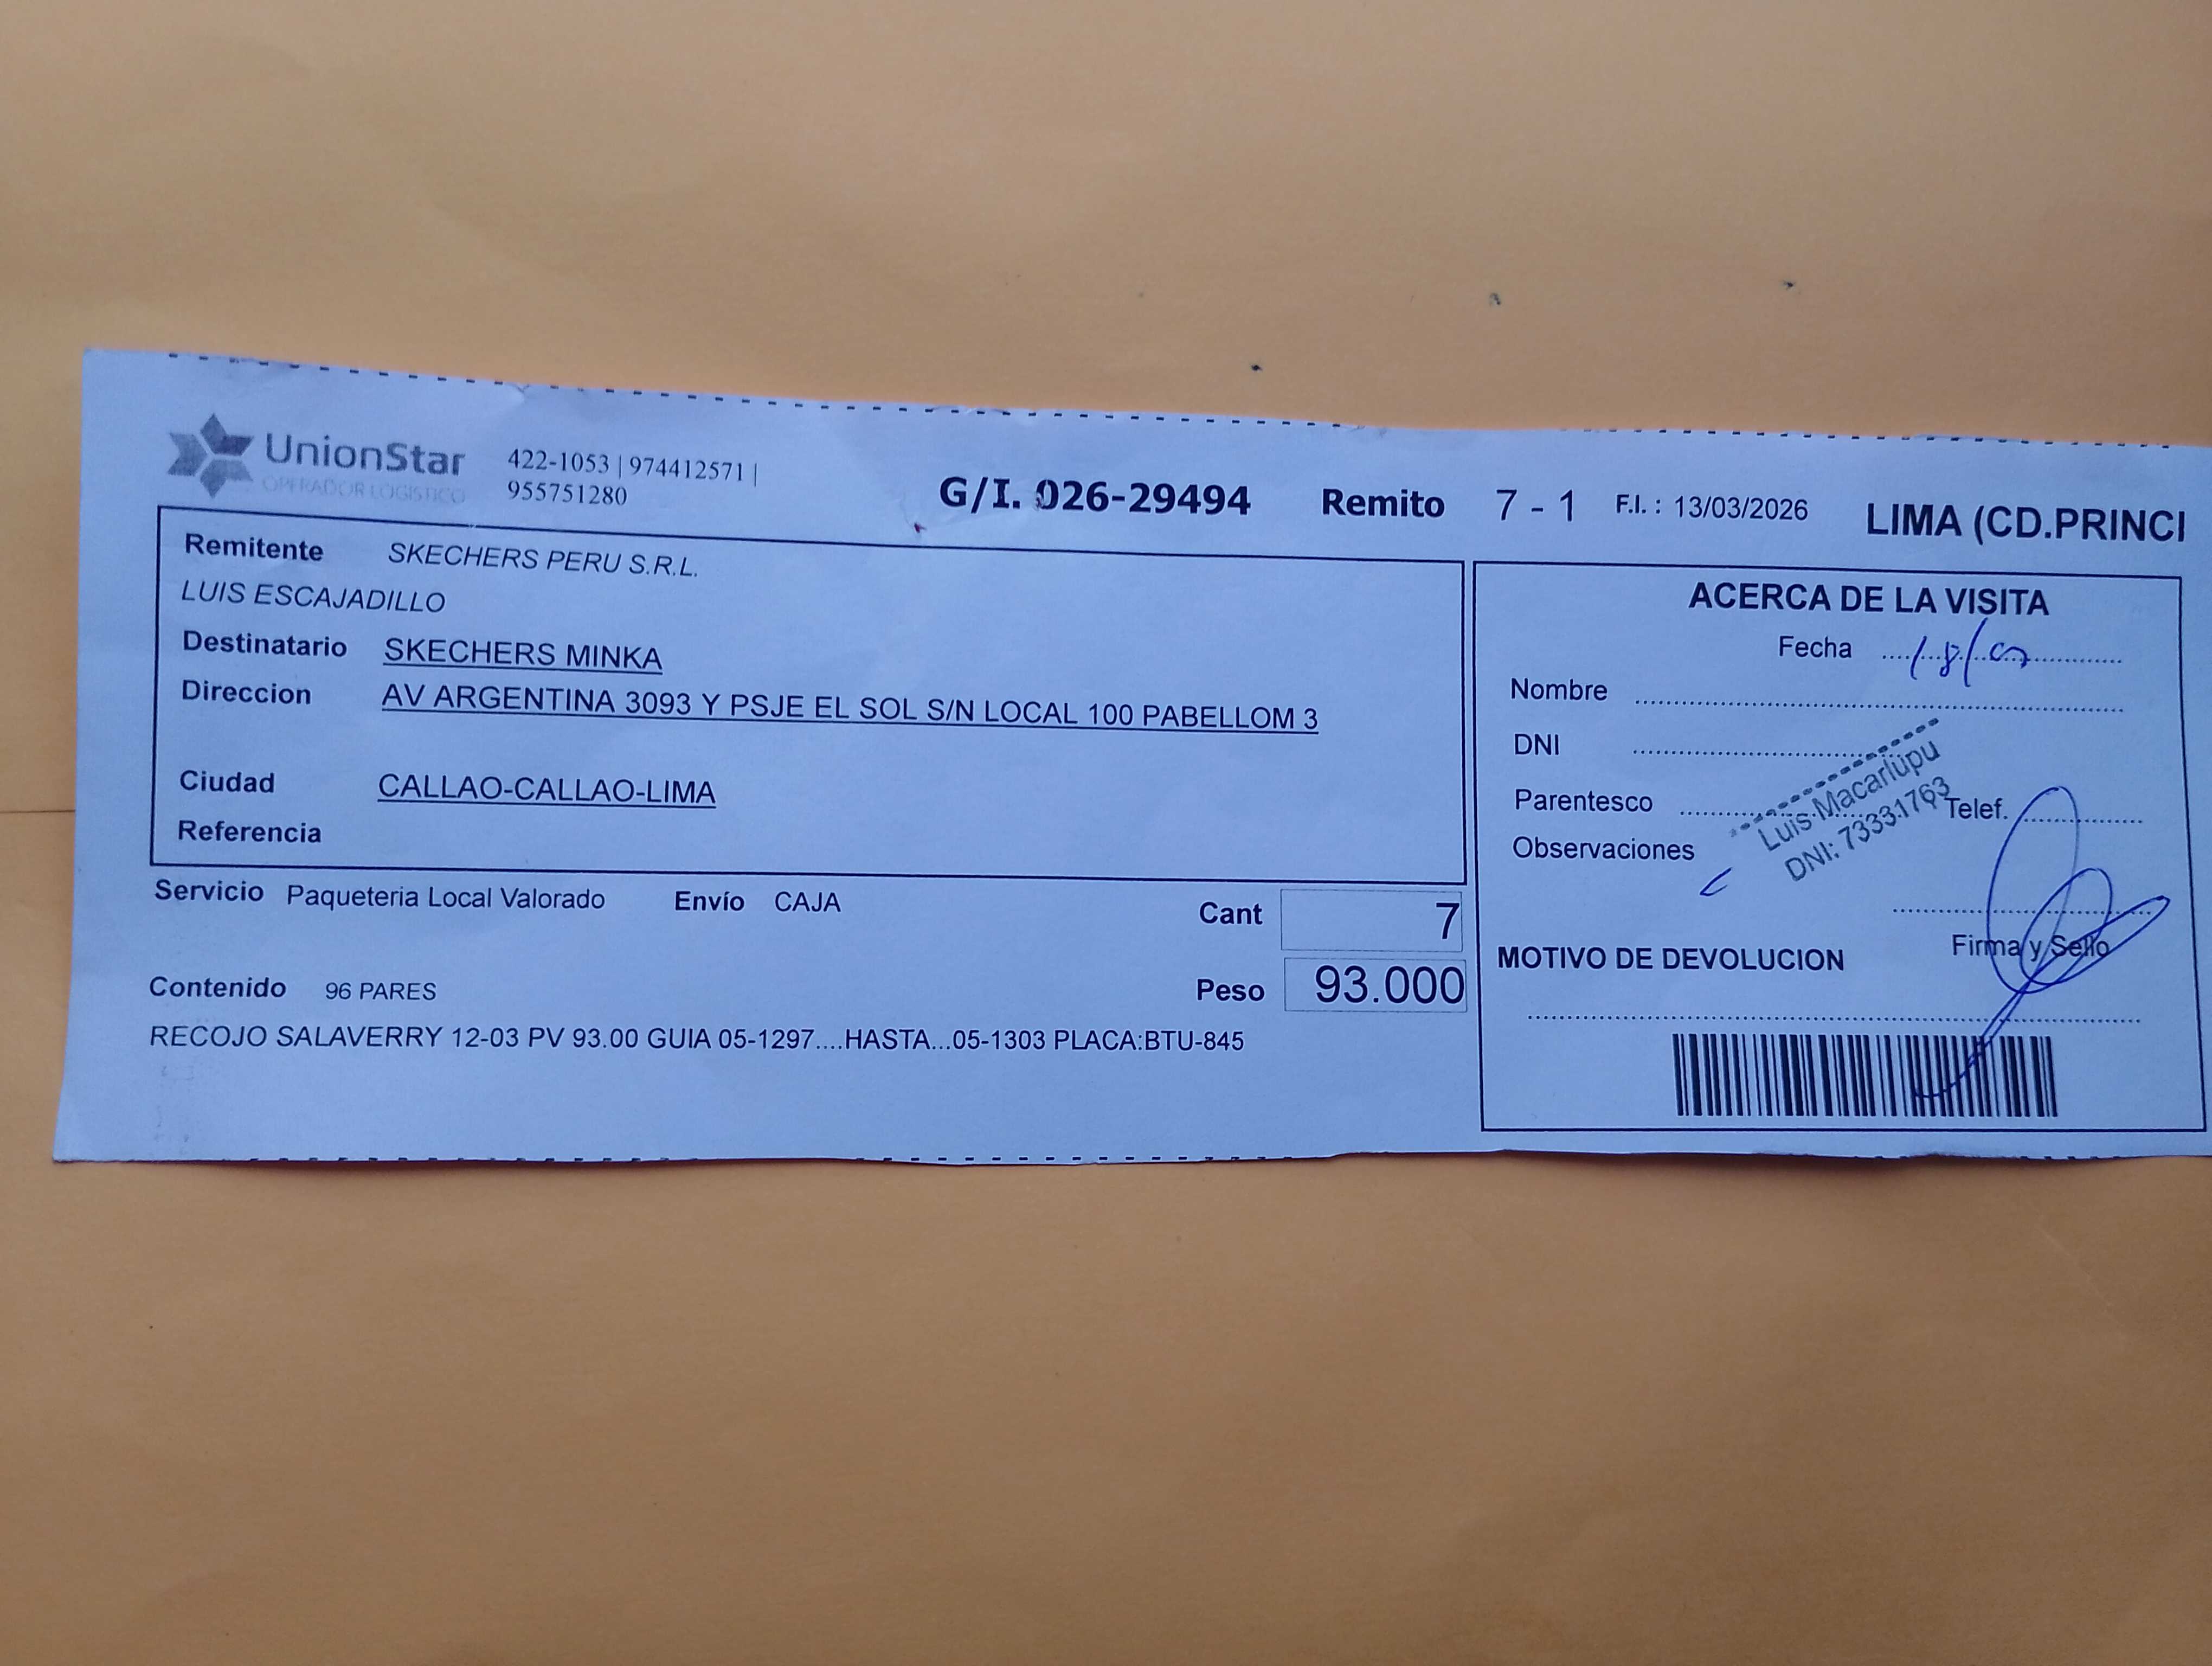 UnionStar
OPERADOR LOGISTICO
422-1053 | 974412571 |
955751280
G/I. 026-29494 Remito 7 - 1 F.I. : 13/03/2026 LIMA (CD.PRINCI
Remitente SKECHERS PERU S.R.L.
LUIS ESCAJADILLO
Destinatario SKECHERS MINKA
Direccion AV ARGENTINA 3093 Y PSJE EL SOL S/N LOCAL 100 PABELLOM 3
Ciudad CALLAO-CALLAO-LIMA
Referencia
Servicio Paqueteria Local Valorado Envío CAJA
Cant 7
Contenido 96 PARES
Peso 93.000
RECOJO SALAVERRY 12-03 PV 93.00 GUIA 05-1297....HASTA...05-1303 PLACA:BTU-845
ACERCA DE LA VISITA
Fecha
Nombre
DNI
Parentesco Telef.
Observaciones
Luis Macarlupu
DNI: 73331763
Firma y Sello
MOTIVO DE DEVOLUCION